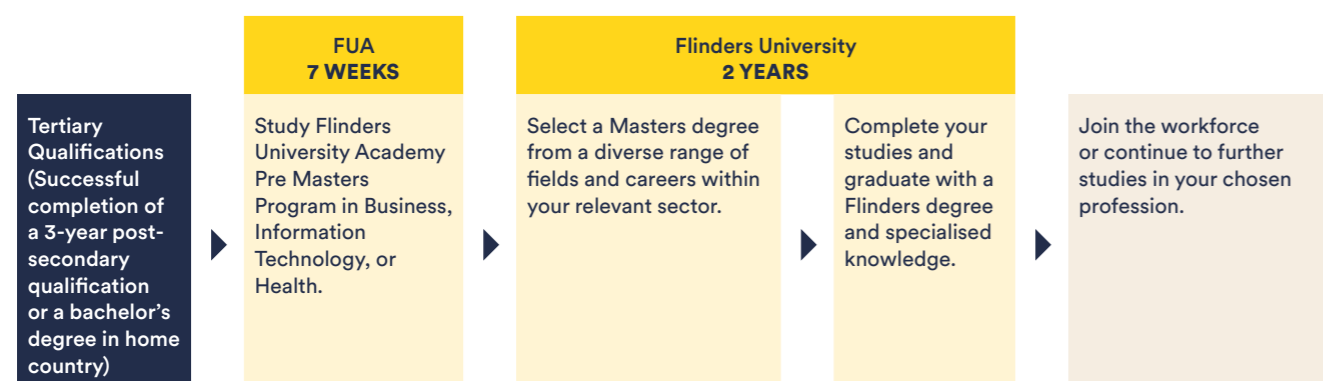 FUA
7 WEEKS
Flinders University
2 YEARS
Tertiary
Qualifications
(Successful
completion of
a 3-year post-
secondary
qualification
or a bachelor’s
degree in home
country)
Study Flinders
University Academy
Pre Masters
Program in Business,
Information
Technology, or
Health.
Select a Masters degree
from a diverse range of
fields and careers within
your relevant sector.
Complete your
studies and
graduate with a
Flinders degree
and specialised
knowledge.
Join the workforce
or continue to further
studies in your chosen
profession.